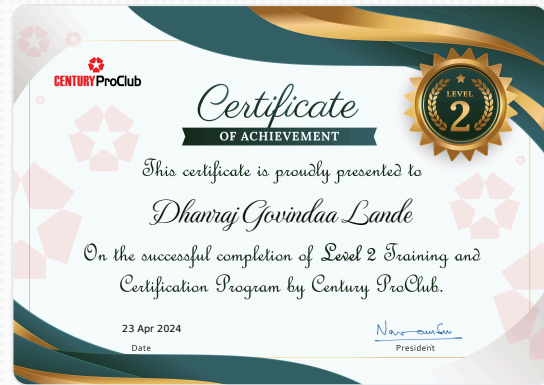 CENTURY ProClub
LEVEL
2
Certificate
OF ACHIEVEMENT
This certificate is proudly presented to
Dhanraj Govindaa Lande
On the successful completion of Level 2 Training and
Certification Program by Century ProClub.
23 Apr 2024
Date
President